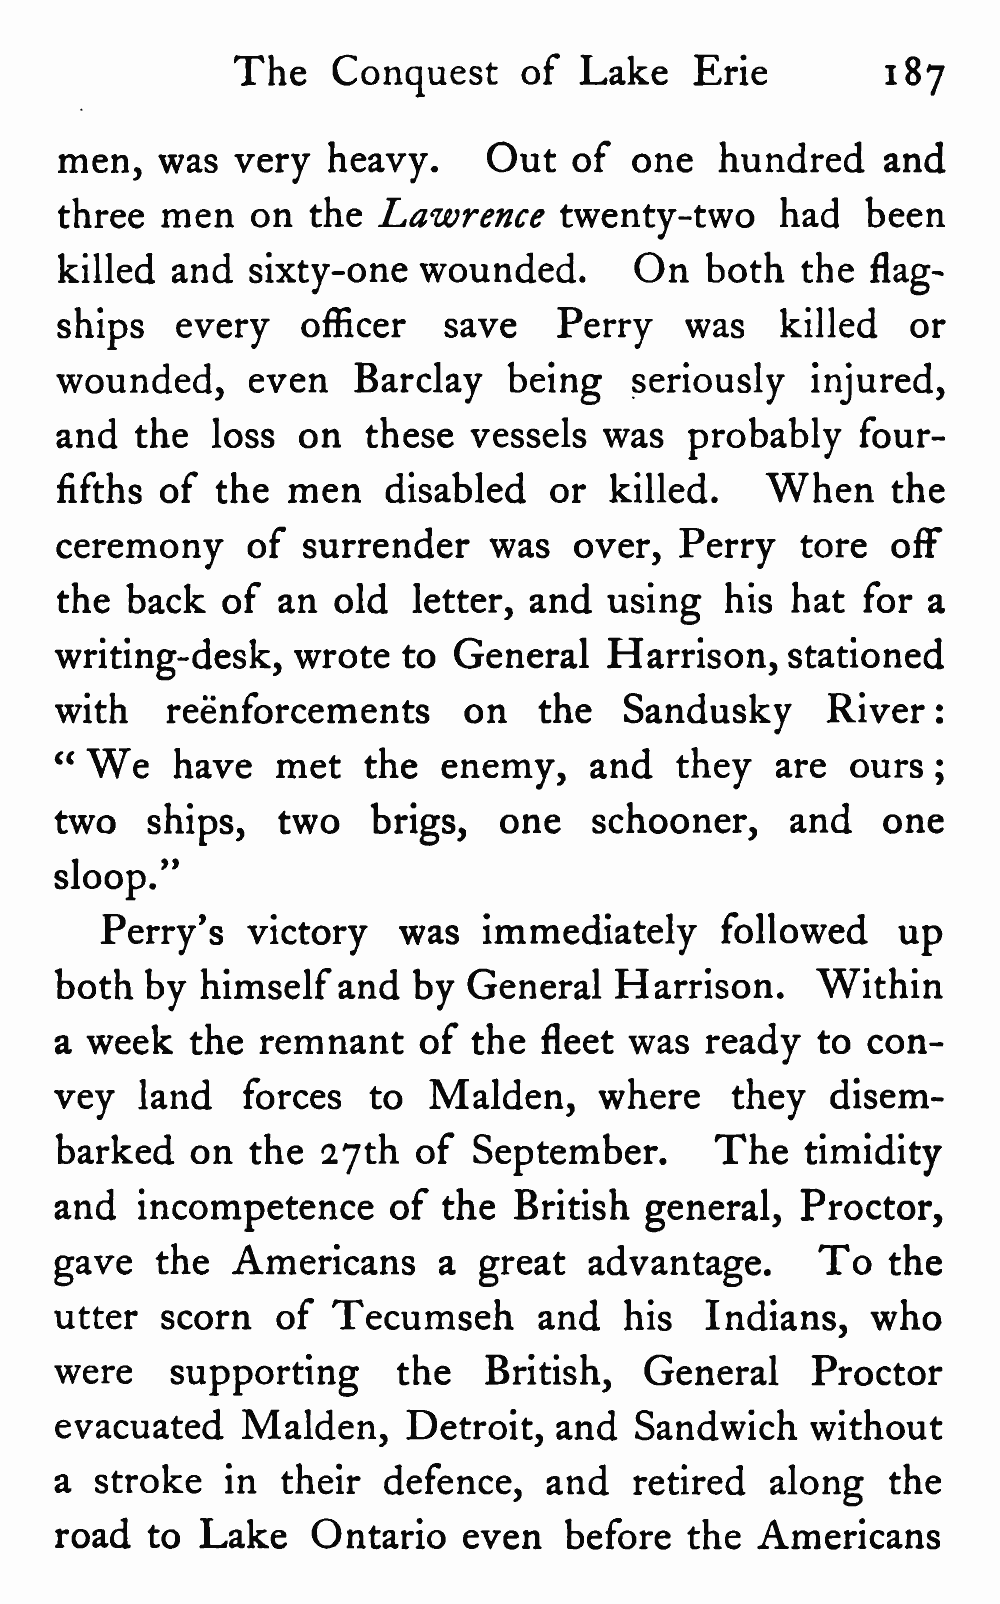 The Conquest of Lake Erie 187
men, was very heavy. Out of one hundred and
three men on the Lawrence twenty-two had been
killed and sixty-one wounded. On both the flag-
ships every officer save Perry was killed or
wounded, even Barclay being seriously injured,
and the loss on these vessels was probably four-
fifths of the men disabled or killed. When the
ceremony of surrender was over, Perry tore off
the back of an old letter, and using his hat for a
writing-desk, wrote to General Harrison, stationed
with reënforcements on the Sandusky River:
“We have met the enemy, and they are ours;
two ships, two brigs, one schooner, and one
sloop.”
Perry’s victory was immediately followed up
both by himself and by General Harrison. Within
a week the remnant of the fleet was ready to con-
vey land forces to Malden, where they disem-
barked on the 27th of September. The timidity
and incompetence of the British general, Proctor,
gave the Americans a great advantage. To the
utter scorn of Tecumseh and his Indians, who
were supporting the British, General Proctor
evacuated Malden, Detroit, and Sandwich without
a stroke in their defence, and retired along the
road to Lake Ontario even before the Americans